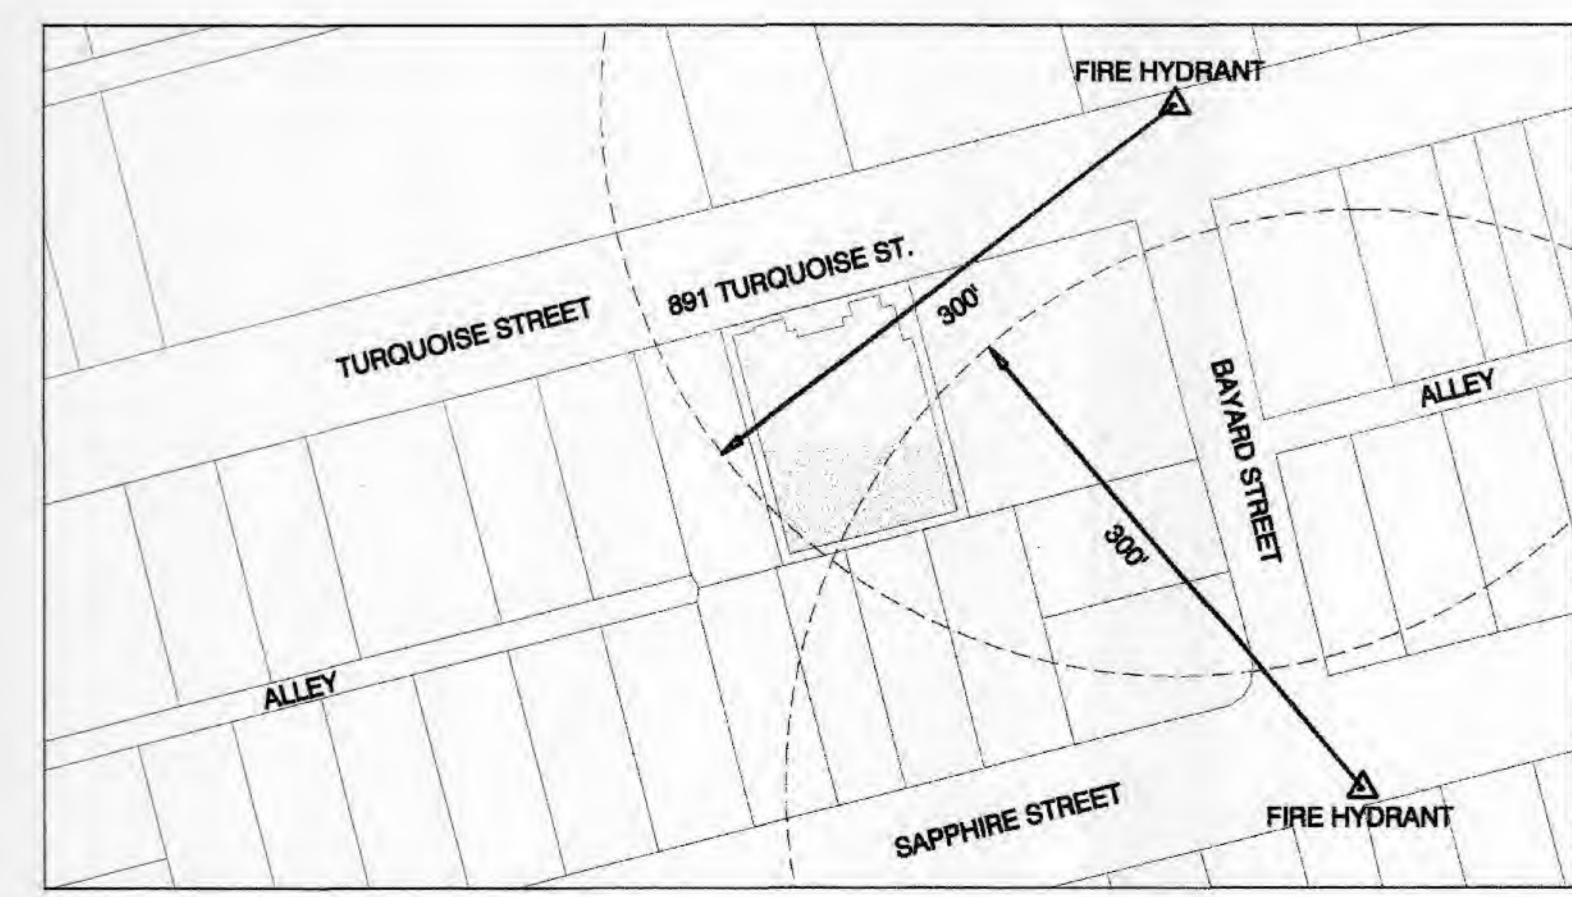 FIRE HYDRANT
891 TURQUOISE ST.
300'
TURQUOISE STREET
BAYARD STREET
ALLEY
300'
ALLEY
SAPPHIRE STREET
FIRE HYDRANT